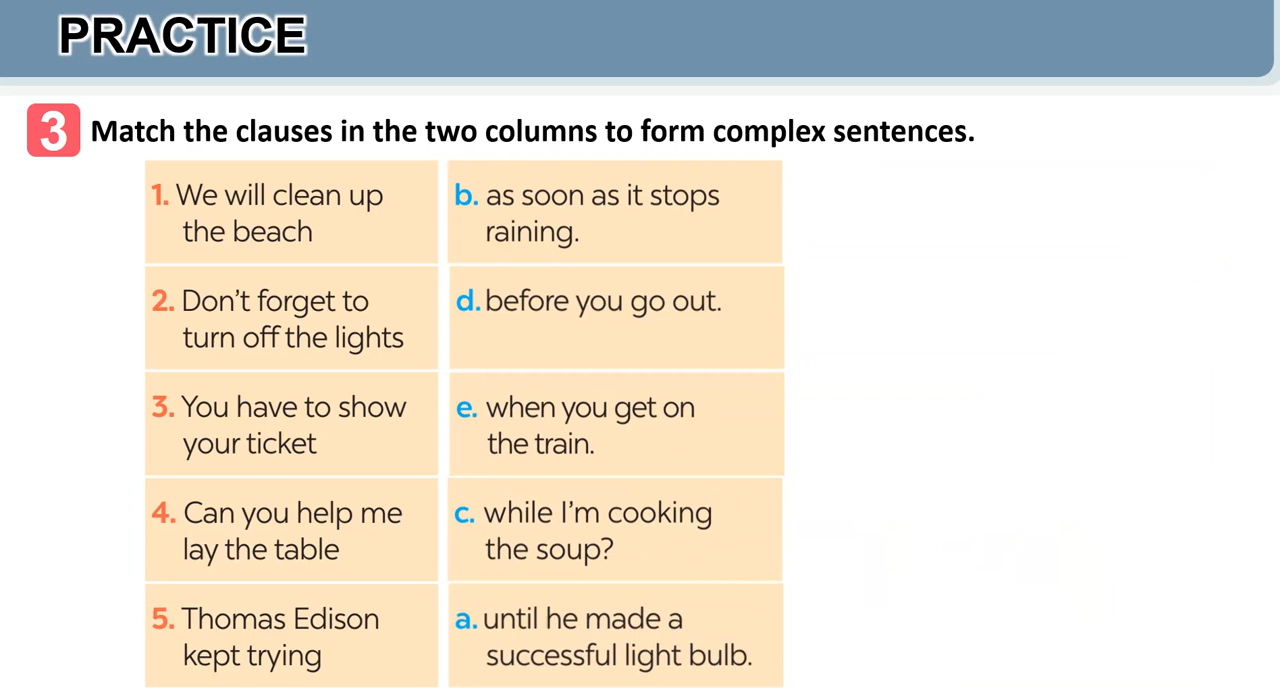 PRACTICE
3 Match the clauses in the two columns to form complex sentences.
1. We will clean up
the beach
b. as soon as it stops
raining.
2. Don't forget to
turn off the lights
d. before you go out.
3. You have to show
your ticket
e. when you get on
the train.
4. Can you help me
lay the table
c. while I'm cooking
the soup?
5. Thomas Edison
kept trying
a. until he made a
successful light bulb.